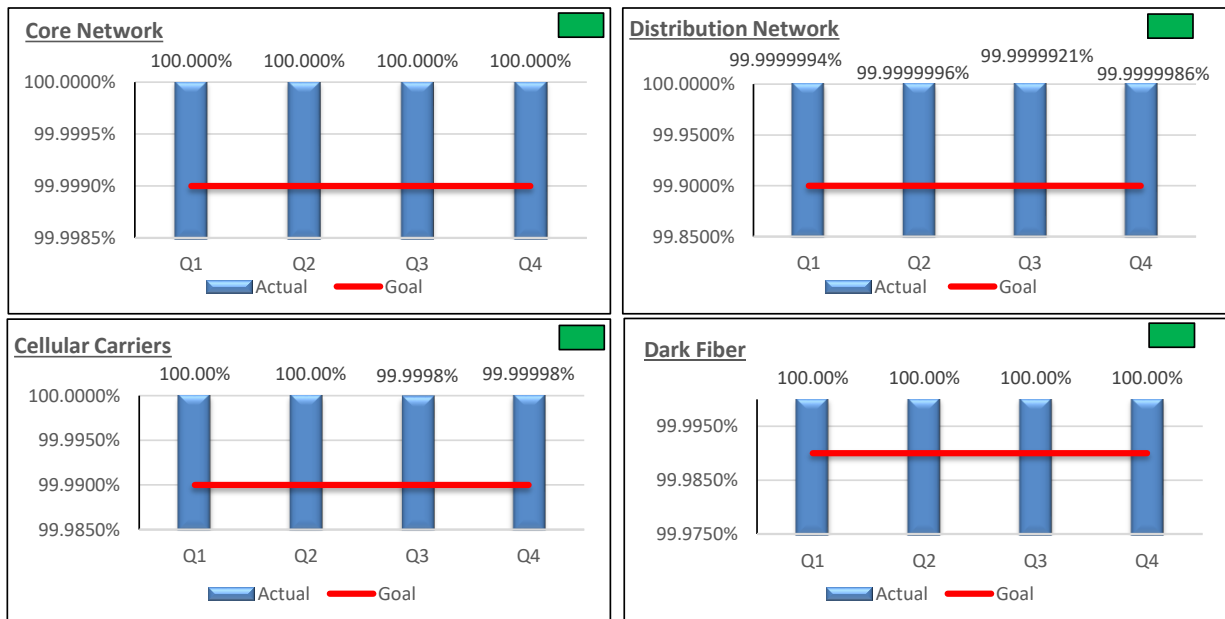 Core Network
100.000% 100.000% 100.000% 100.000%
100.0000%
99.9995%
99.9990%
99.9985%
Q1 Q2 Q3 Q4
Actual Goal
Distribution Network
99.9999994% 99.9999996% 99.9999921% 99.9999986%
100.0000%
99.9500%
99.9000%
99.8500%
Q1 Q2 Q3 Q4
Actual Goal
Cellular Carriers
100.00% 100.00% 99.9998% 99.99998%
100.0000%
99.9950%
99.9900%
99.9850%
Q1 Q2 Q3 Q4
Actual Goal
Dark Fiber
100.00% 100.00% 100.00% 100.00%
99.9950%
99.9850%
99.9750%
Q1 Q2 Q3 Q4
Actual Goal